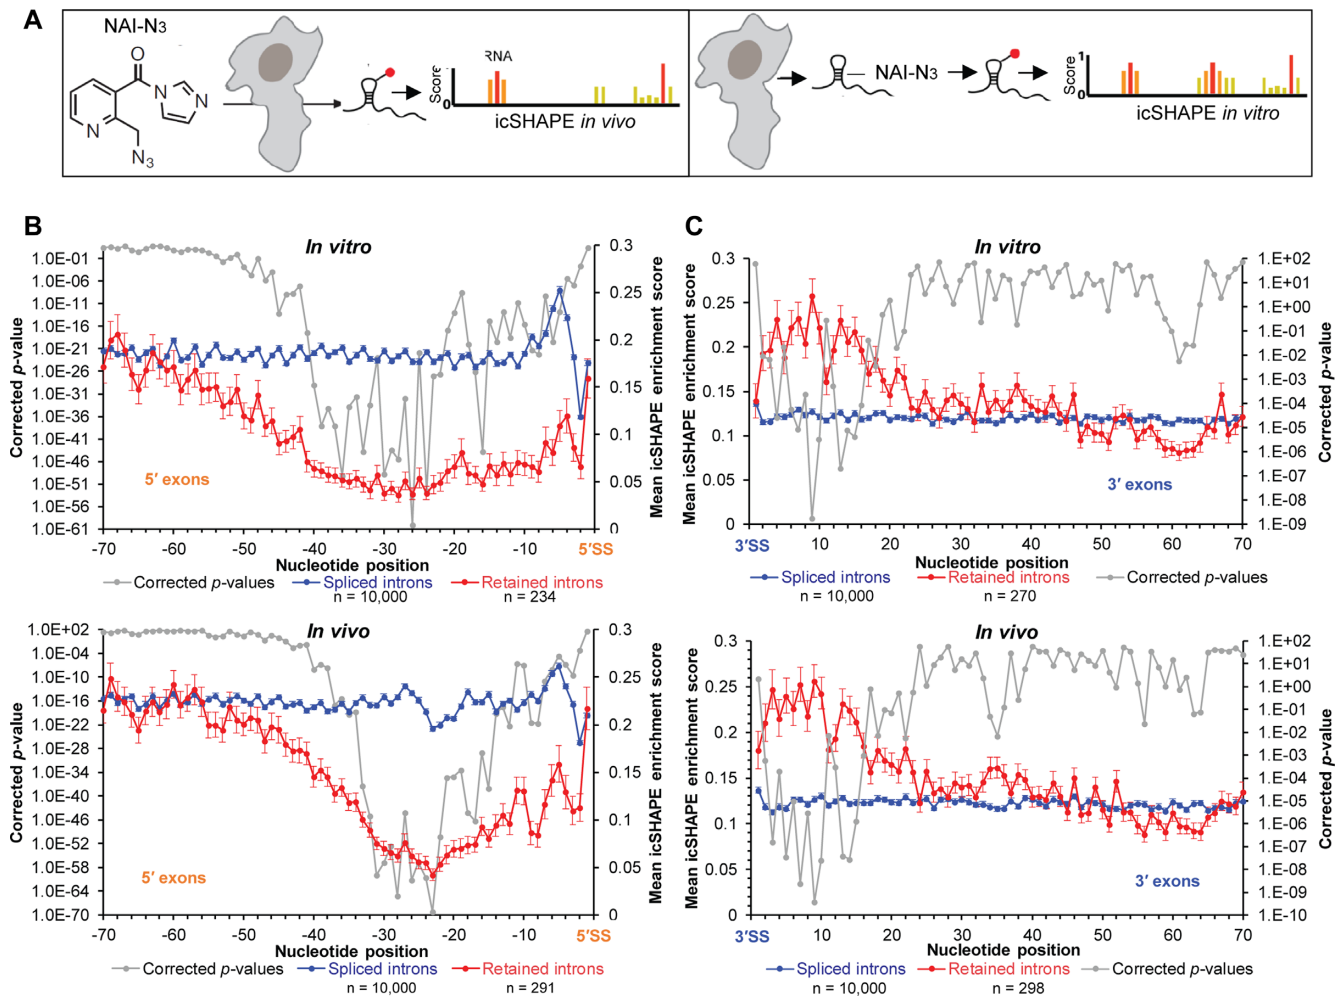 A
NAI-N3
O
N
N
N
N3
RNA
Score
0
icSHAPE in vivo
NAI-N3
1
Score
0
icSHAPE in vitro
B
In vitro
Corrected p-value
1.0E-01
1.0E-06
1.0E-11
1.0E-16
1.0E-21
1.0E-26
1.0E-31
1.0E-36
1.0E-41
1.0E-46
1.0E-51
1.0E-56
1.0E-61
5′ exons
0.3
0.25
0.2
0.15
0.1
0.05
0
Mean icSHAPE enrichment score
-70 -60 -50 -40 -30 -20 -10 5′SS
Nucleotide position
Corrected p-values Spliced introns Retained introns
n = 10,000 n = 234
C
In vitro
Mean icSHAPE enrichment score
0.3
0.25
0.2
0.15
0.1
0.05
0
3′ exons
1.E+02
1.E+01
1.E+00
1.E-01
1.E-02
1.E-03
1.E-04
1.E-05
1.E-06
1.E-07
1.E-08
1.E-09
Corrected p-value
3′SS 10 20 30 40 50 60 70
Nucleotide position
Spliced introns Retained introns Corrected p-values
n = 10,000 n = 270
In vivo
Corrected p-value
1.0E+02
1.0E-04
1.0E-10
1.0E-16
1.0E-22
1.0E-28
1.0E-34
1.0E-40
1.0E-46
1.0E-52
1.0E-58
1.0E-64
1.0E-70
5′ exons
0.3
0.25
0.2
0.15
0.1
0.05
0
Mean icSHAPE enrichment score
-70 -60 -50 -40 -30 -20 -10 5′SS
Nucleotide position
Corrected p-values Spliced introns Retained introns
n = 10,000 n = 291
In vivo
Mean icSHAPE enrichment score
0.3
0.25
0.2
0.15
0.1
0.05
0
3′ exons
1.E+02
1.E+01
1.E+00
1.E-01
1.E-02
1.E-03
1.E-04
1.E-05
1.E-06
1.E-07
1.E-08
1.E-09
1.E-10
Corrected p-value
3′SS 10 20 30 40 50 60 70
Nucleotide position
Spliced introns Retained introns Corrected p-values
n = 10,000 n = 298